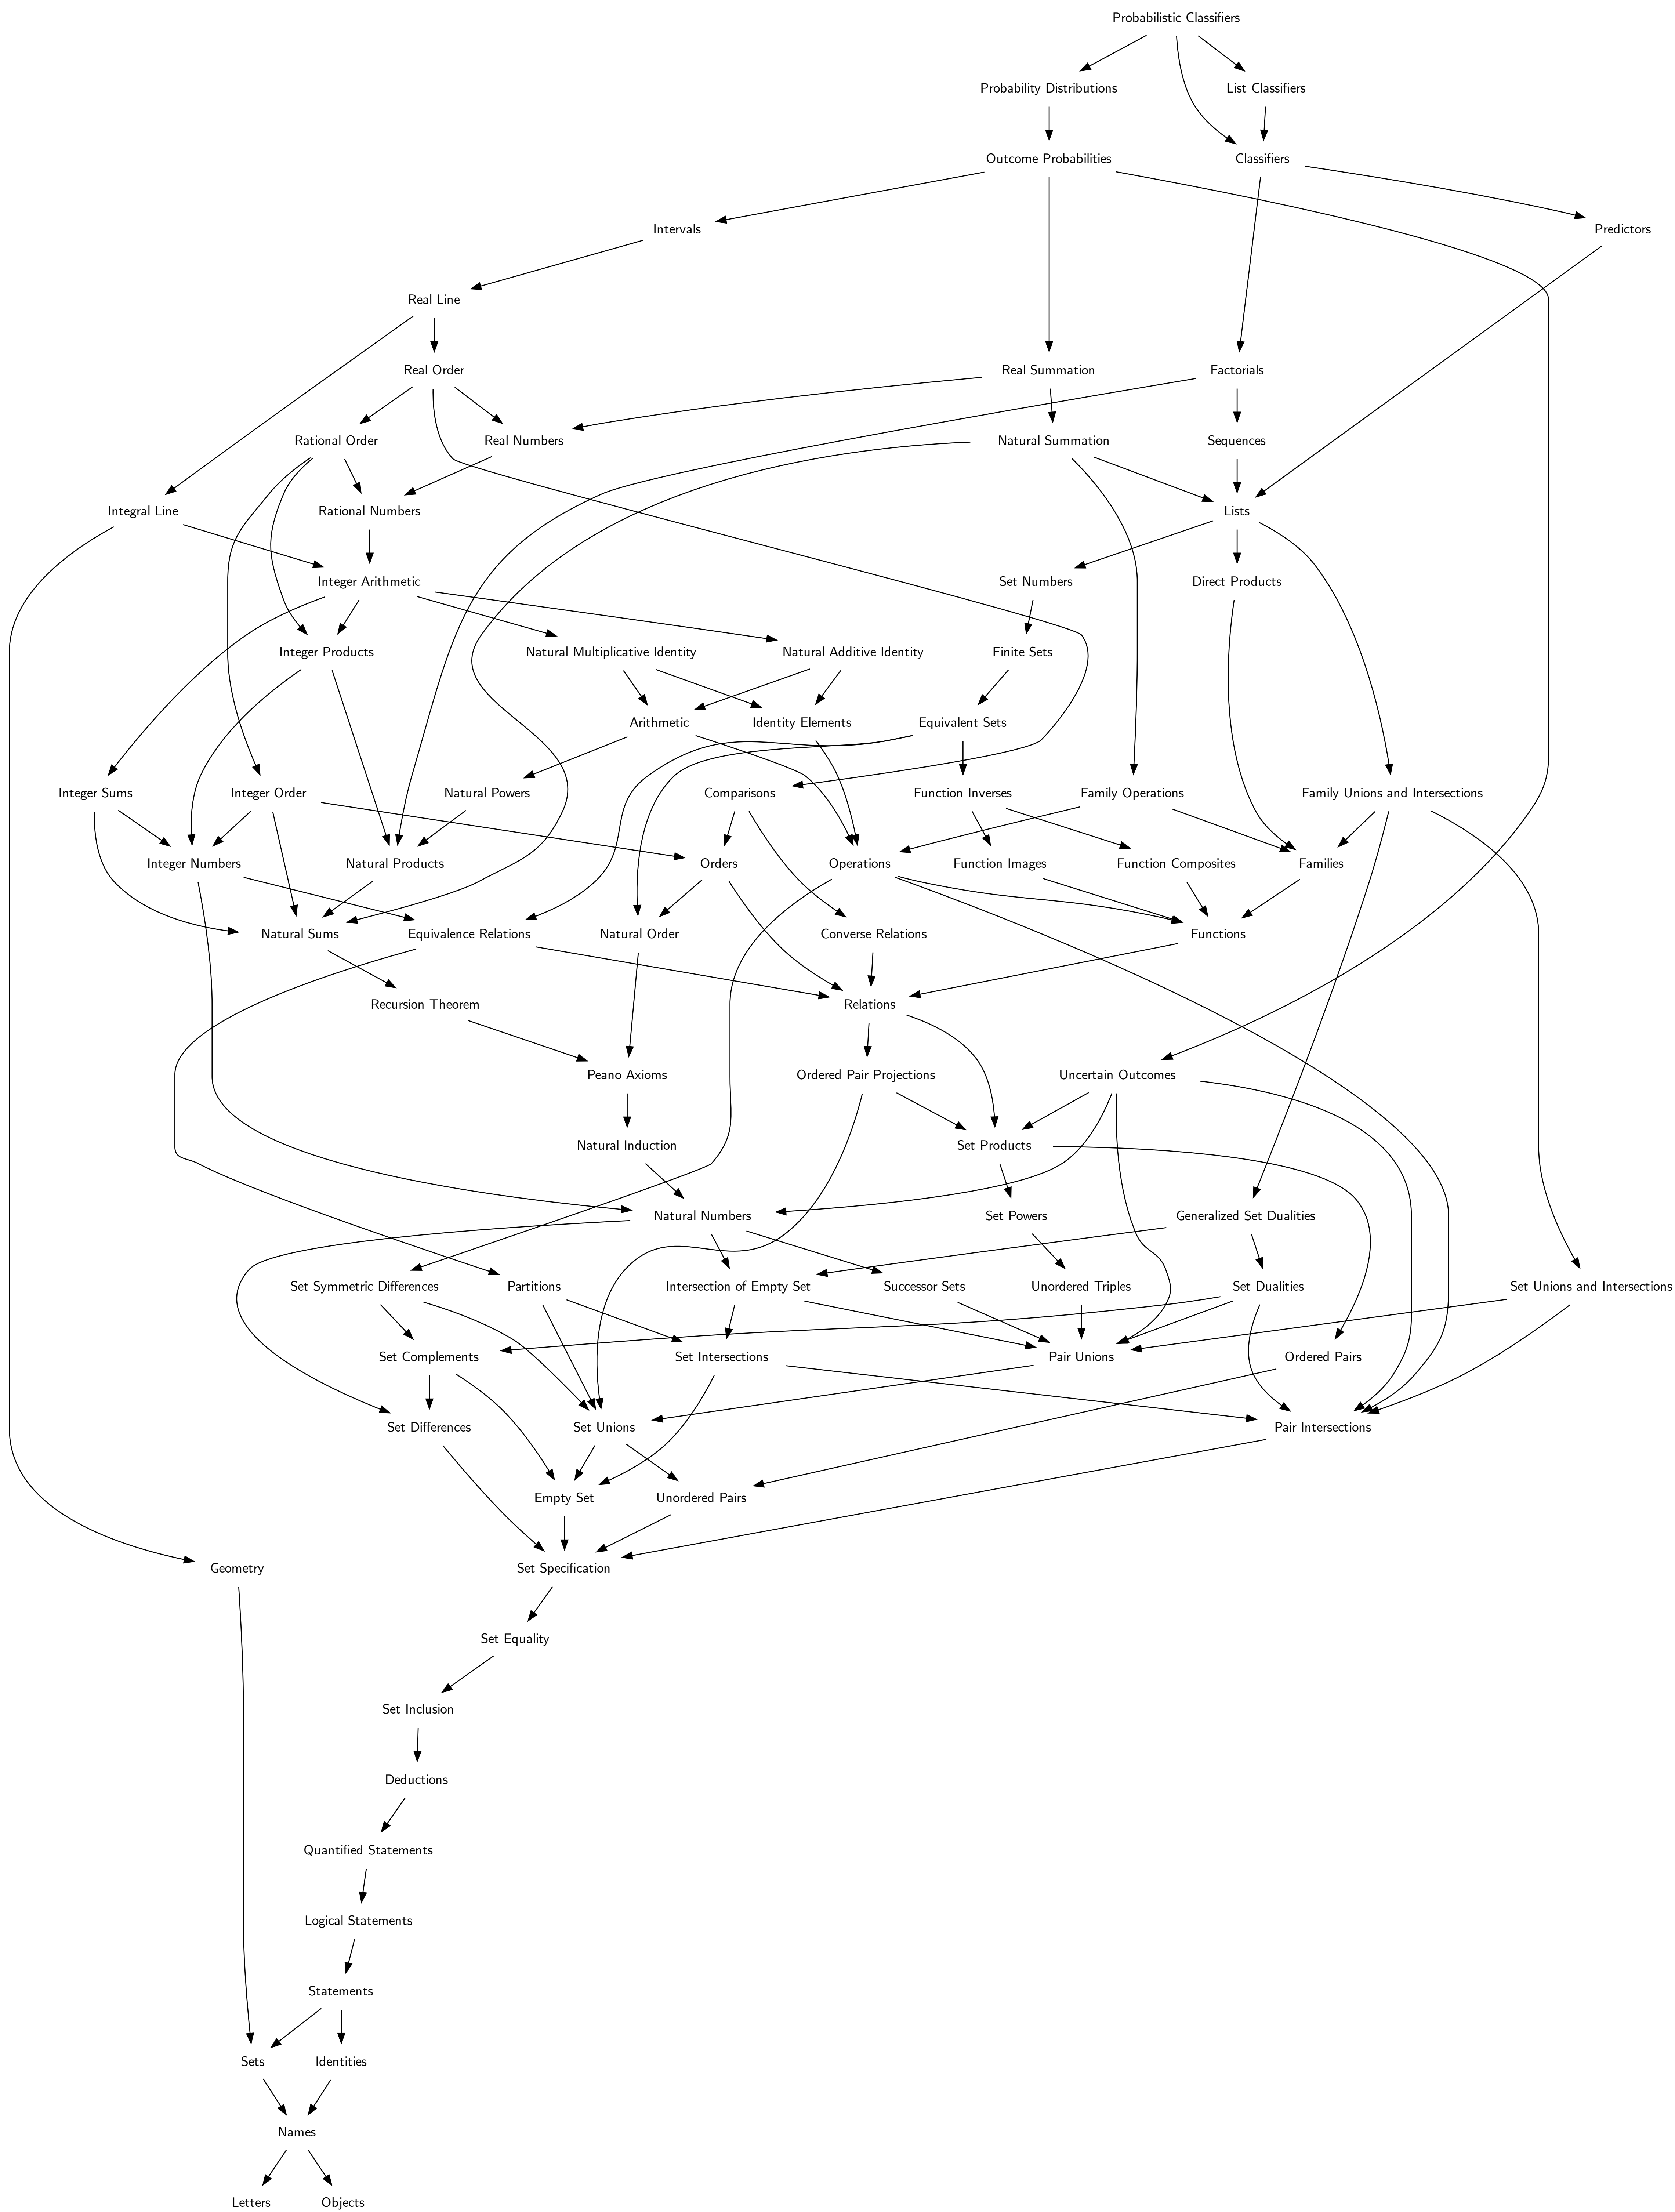 Probabilistic Classifiers
Probability Distributions
List Classifiers
Outcome Probabilities
Classifiers
Intervals
Predictors
Real Line
Real Order
Real Summation
Factorials
Rational Order
Real Numbers
Natural Summation
Sequences
Integral Line
Rational Numbers
Lists
Integer Arithmetic
Set Numbers
Direct Products
Integer Products
Natural Multiplicative Identity
Natural Additive Identity
Finite Sets
Arithmetic
Identity Elements
Equivalent Sets
Integer Sums
Integer Order
Natural Powers
Comparisons
Function Inverses
Family Operations
Family Unions and Intersections
Integer Numbers
Natural Products
Orders
Operations
Function Images
Function Composites
Families
Natural Sums
Equivalence Relations
Natural Order
Converse Relations
Functions
Recursion Theorem
Relations
Peano Axioms
Ordered Pair Projections
Uncertain Outcomes
Natural Induction
Set Products
Natural Numbers
Set Powers
Generalized Set Dualities
Set Symmetric Differences
Partitions
Intersection of Empty Set
Successor Sets
Unordered Triples
Set Dualities
Set Unions and Intersections
Set Complements
Set Intersections
Pair Unions
Ordered Pairs
Set Differences
Set Unions
Pair Intersections
Empty Set
Unordered Pairs
Geometry
Set Specification
Set Equality
Set Inclusion
Deductions
Quantified Statements
Logical Statements
Statements
Sets
Identities
Names
Letters
Objects